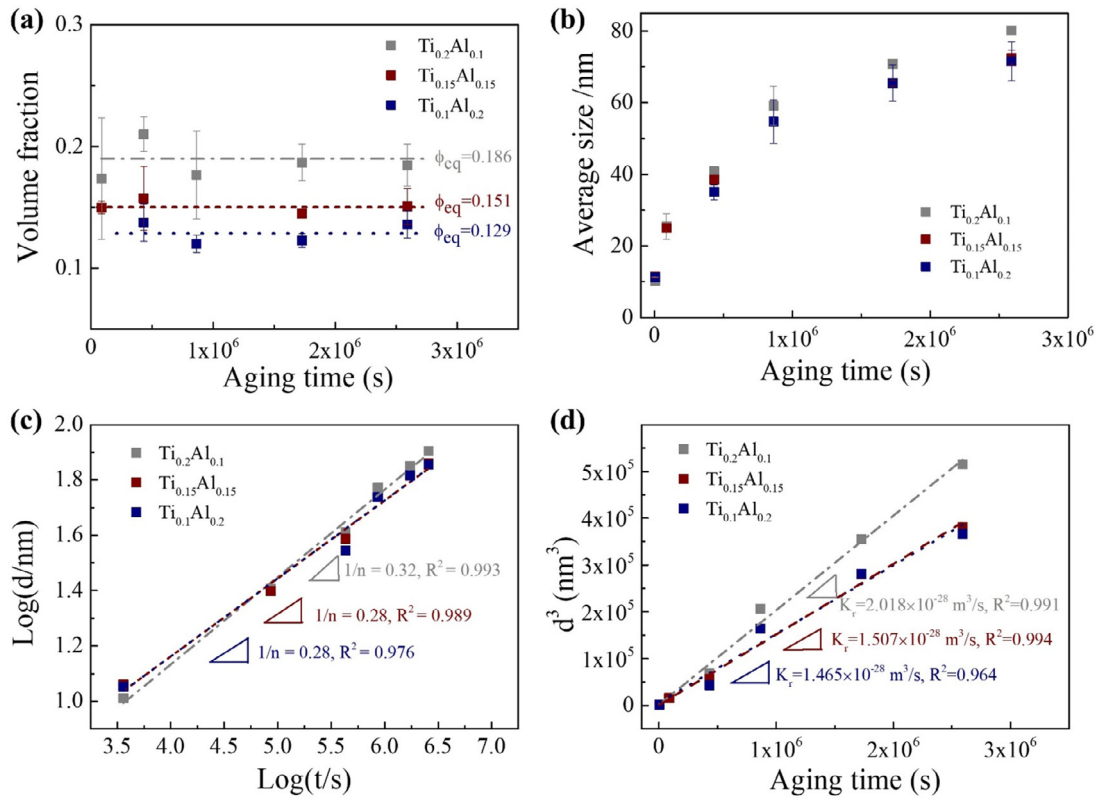 (a)
0.3
0.2
0.1
Volume fraction
Ti0.2Al0.1
Ti0.15Al0.15
Ti0.1Al0.2
ϕeq=0.186
ϕeq=0.151
ϕeq=0.129
0 1x10^6 2x10^6 3x10^6
Aging time (s)
(b)
80
60
40
20
0
Average size /nm
Ti0.2Al0.1
Ti0.15Al0.15
Ti0.1Al0.2
0 1x10^6 2x10^6 3x10^6
Aging time (s)
(c)
2.0
1.8
1.6
1.4
1.2
1.0
Log(d/nm)
Ti0.2Al0.1
Ti0.15Al0.15
Ti0.1Al0.2
1/n = 0.32, R^2 = 0.993
1/n = 0.28, R^2 = 0.989
1/n = 0.28, R^2 = 0.976
3.5 4.0 4.5 5.0 5.5 6.0 6.5 7.0
Log(t/s)
(d)
5x10^5
4x10^5
3x10^5
2x10^5
1x10^5
0
d^3 (nm^3)
Ti0.2Al0.1
Ti0.15Al0.15
Ti0.1Al0.2
Kr=2.018×10^-28 m^3/s, R^2=0.991
Kr=1.507×10^-28 m^3/s, R^2=0.994
Kr=1.465×10^-28 m^3/s, R^2=0.964
0 1x10^6 2x10^6 3x10^6
Aging time (s)